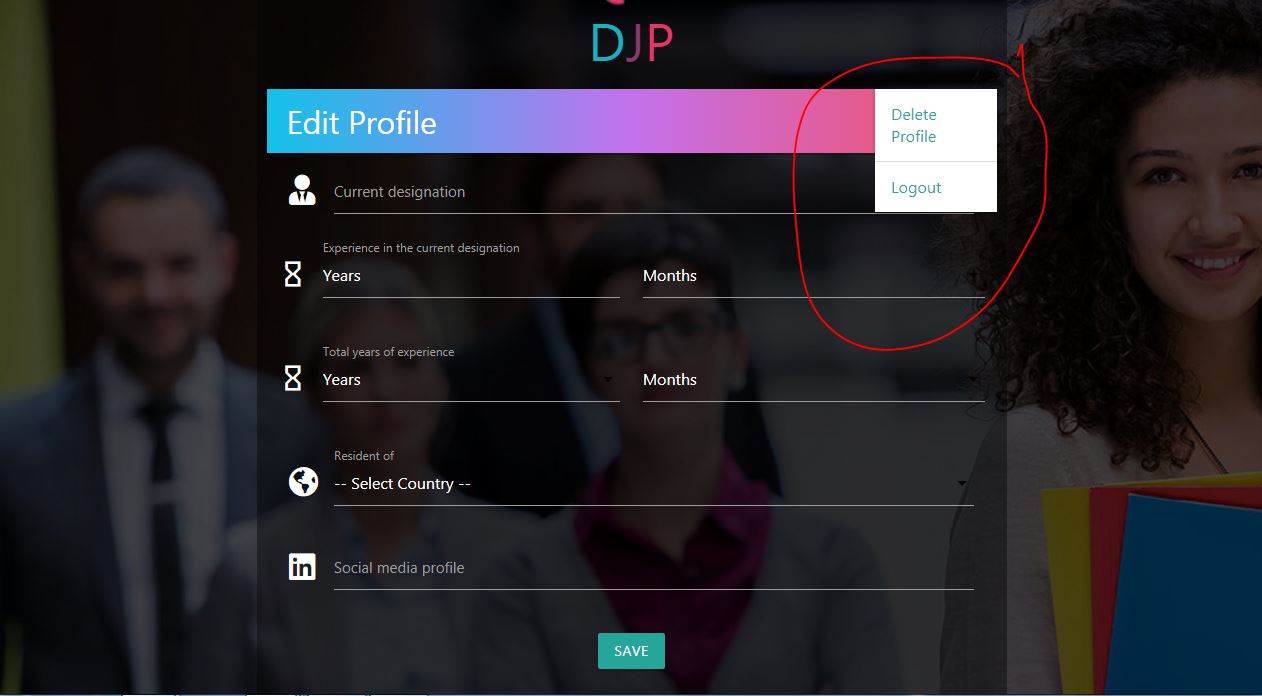 DJP
Edit Profile
Delete
Profile
Logout
Current designation
Experience in the current designation
Years
Months
Total years of experience
Years
Months
Resident of
-- Select Country --
in
Social media profile
SAVE